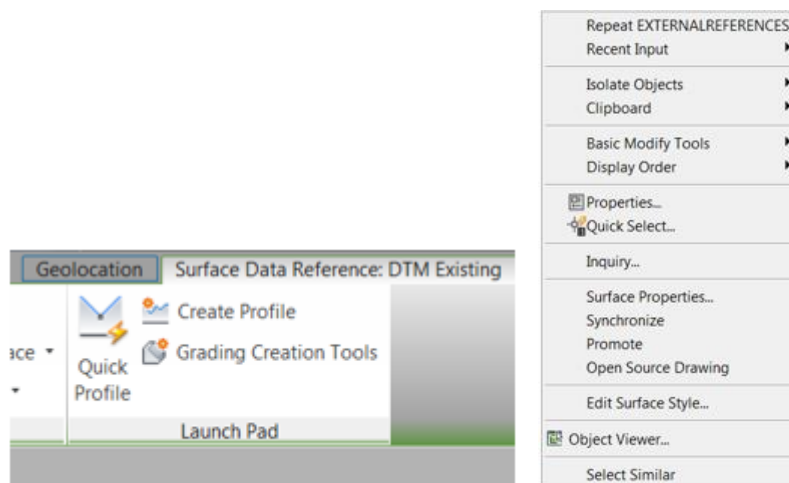 Geolocation Surface Data Reference: DTM Existing
Create Profile
Grading Creation Tools
Quick
Profile
Launch Pad
Repeat EXTERNALREFERENCES
Recent Input
Isolate Objects
Clipboard
Basic Modify Tools
Display Order
Properties...
Quick Select...
Inquiry...
Surface Properties...
Synchronize
Promote
Open Source Drawing
Edit Surface Style...
Object Viewer...
Select Similar